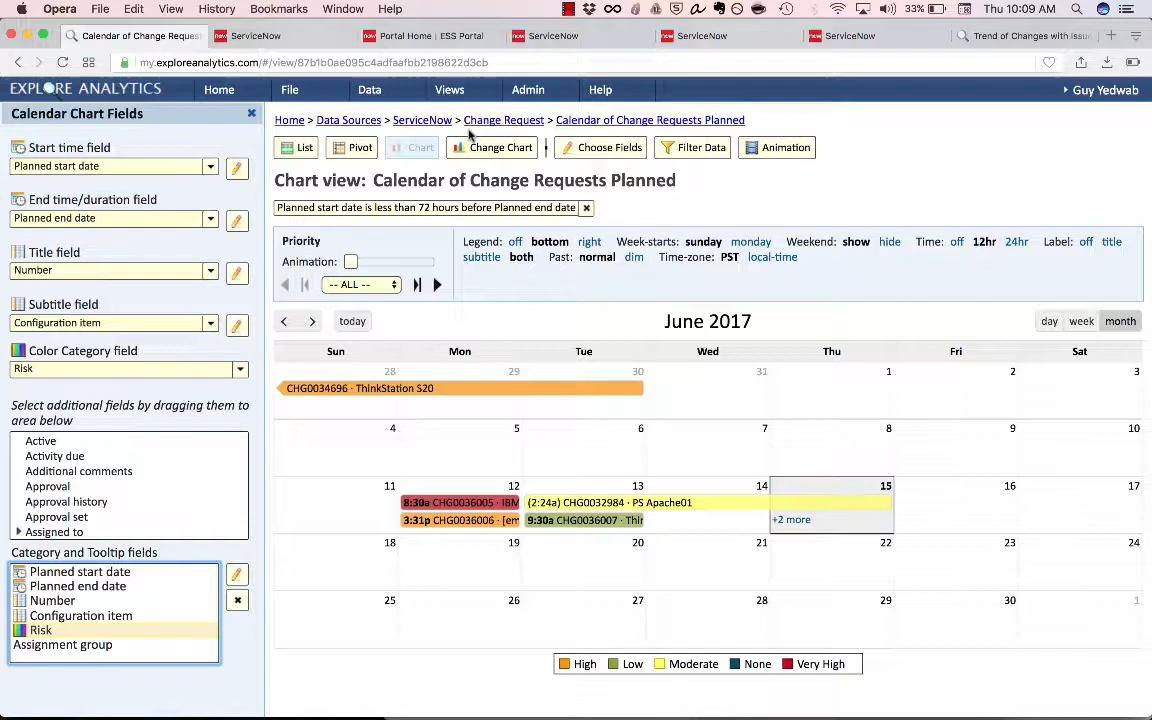 Opera File Edit View History Bookmarks Window Help 33% Thu 10:09 AM
Calendar of Change Request ServiceNow Portal Home | ESS Portal ServiceNow ServiceNow ServiceNow Trend of Changes with Issue
my.exploreanalytics.com/#/view/87b1b0ae095c4adfaafbb2198622d3cb
EXPLORE ANALYTICS Home File Data Views Admin Help Guy Yedwab
Calendar Chart Fields
Start time field
Planned start date
End time/duration field
Planned end date
Title field
Number
Subtitle field
Configuration item
Color Category field
Risk
Select additional fields by dragging them to
area below
Active
Activity due
Additional comments
Approval
Approval history
Approval set
Assigned to
Category and Tooltip fields
Planned start date
Planned end date
Number
Configuration item
Risk
Assignment group
Home > Data Sources > ServiceNow > Change Request > Calendar of Change Requests Planned
List Pivot Chart Change Chart Choose Fields Filter Data Animation
Chart view: Calendar of Change Requests Planned
Planned start date is less than 72 hours before Planned end date
Priority
Animation:
-- ALL --
Legend: off bottom right Week-starts: sunday monday Weekend: show hide Time: off 12hr 24hr Label: off title
subtitle both Past: normal dim Time-zone: PST local-time
today June 2017 day week month
Sun Mon Tue Wed Thu Fri Sat
28 29 30 31 1 2 3
CHG0034696 · ThinkStation S20
4 5 6 7 8 9 10
11 12 13 14 15 16 17
8:30a CHG0036005 · IBM (2:24a) CHG0032984 · PS Apache01
3:31p CHG0036006 · [em 9:30a CHG0036007 · Thin +2 more
18 19 20 21 22 23 24
25 26 27 28 29 30 1
High Low Moderate None Very High